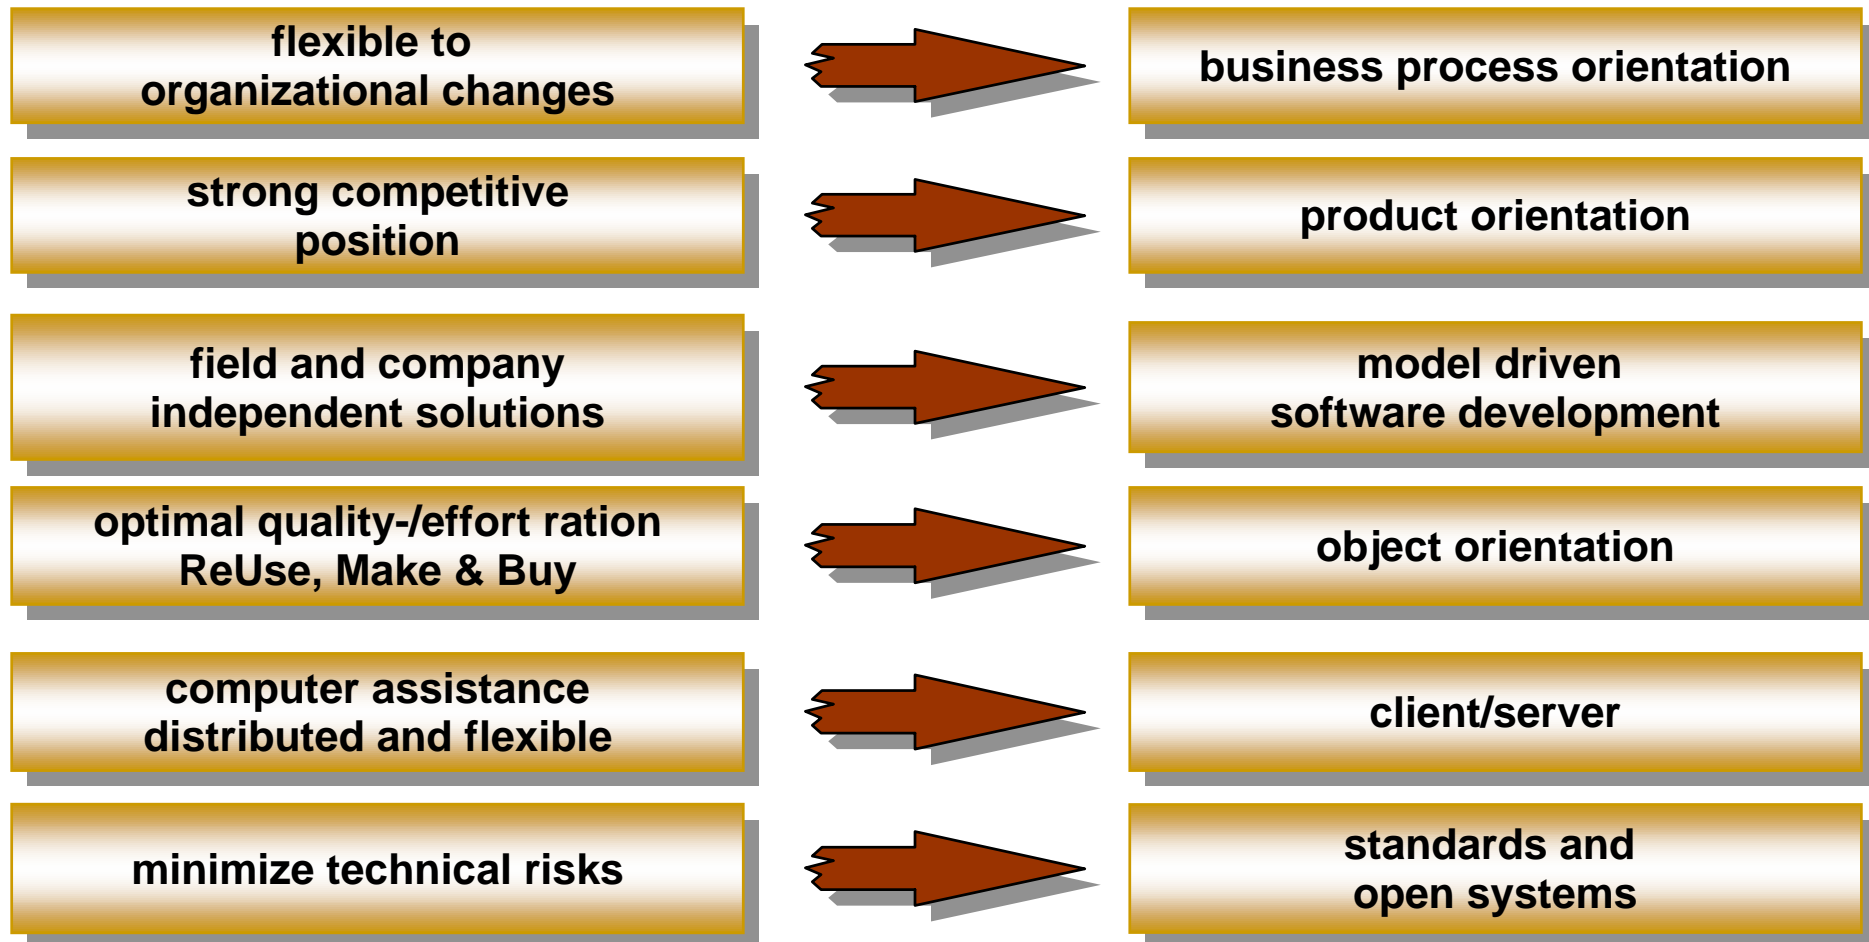 flexible to
organizational changes
business process orientation
strong competitive
position
product orientation
field and company
independent solutions
model driven
software development
optimal quality-/effort ration
ReUse, Make & Buy
object orientation
computer assistance
distributed and flexible
client/server
minimize technical risks
standards and
open systems